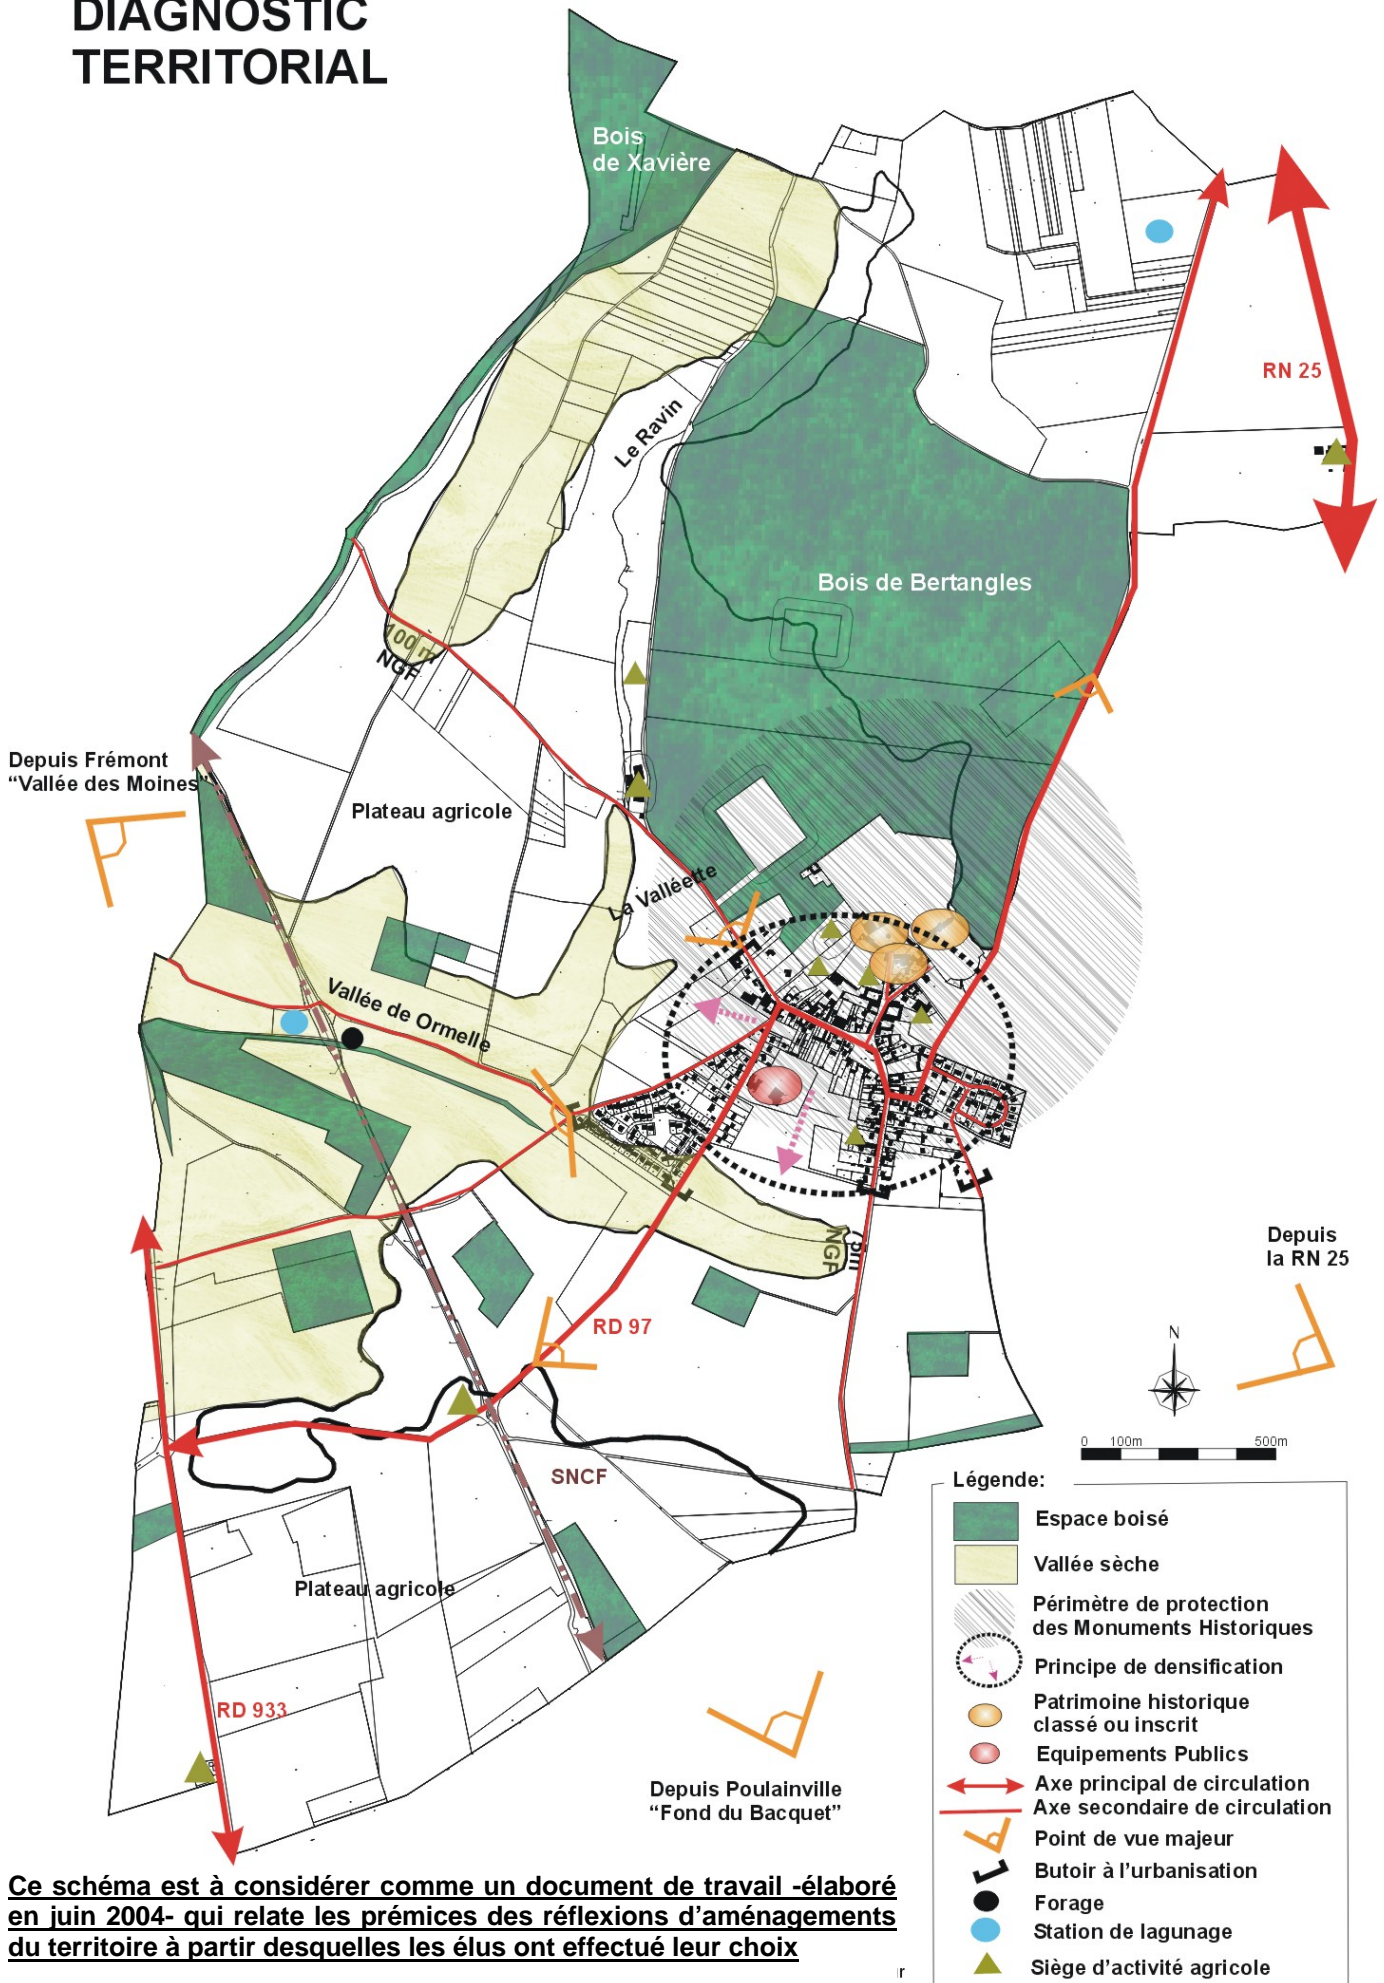 DIAGNOSTIC
TERRITORIAL
Bois
de Xavière
RN 25
Le Ravin
Bois de Bertangles
100 m
NGF
Depuis Frémont
“Vallée des Moines”
Plateau agricole
La Valléette
Vallée de Ormelle
NGF
Depuis
la RN 25
RD 97
N
0 100m 500m
SNCF
Plateau agricole
RD 933
Depuis Poulainville
“Fond du Bacquet”
Légende:
Espace boisé
Vallée sèche
Périmètre de protection
des Monuments Historiques
Principe de densification
Patrimoine historique
classé ou inscrit
Equipements Publics
Axe principal de circulation
Axe secondaire de circulation
Point de vue majeur
Butoir à l'urbanisation
Forage
Station de lagunage
Siège d'activité agricole
Ce schéma est à considérer comme un document de travail -élaboré
en juin 2004- qui relate les prémices des réflexions d'aménagements
du territoire à partir desquelles les élus ont effectué leur choix